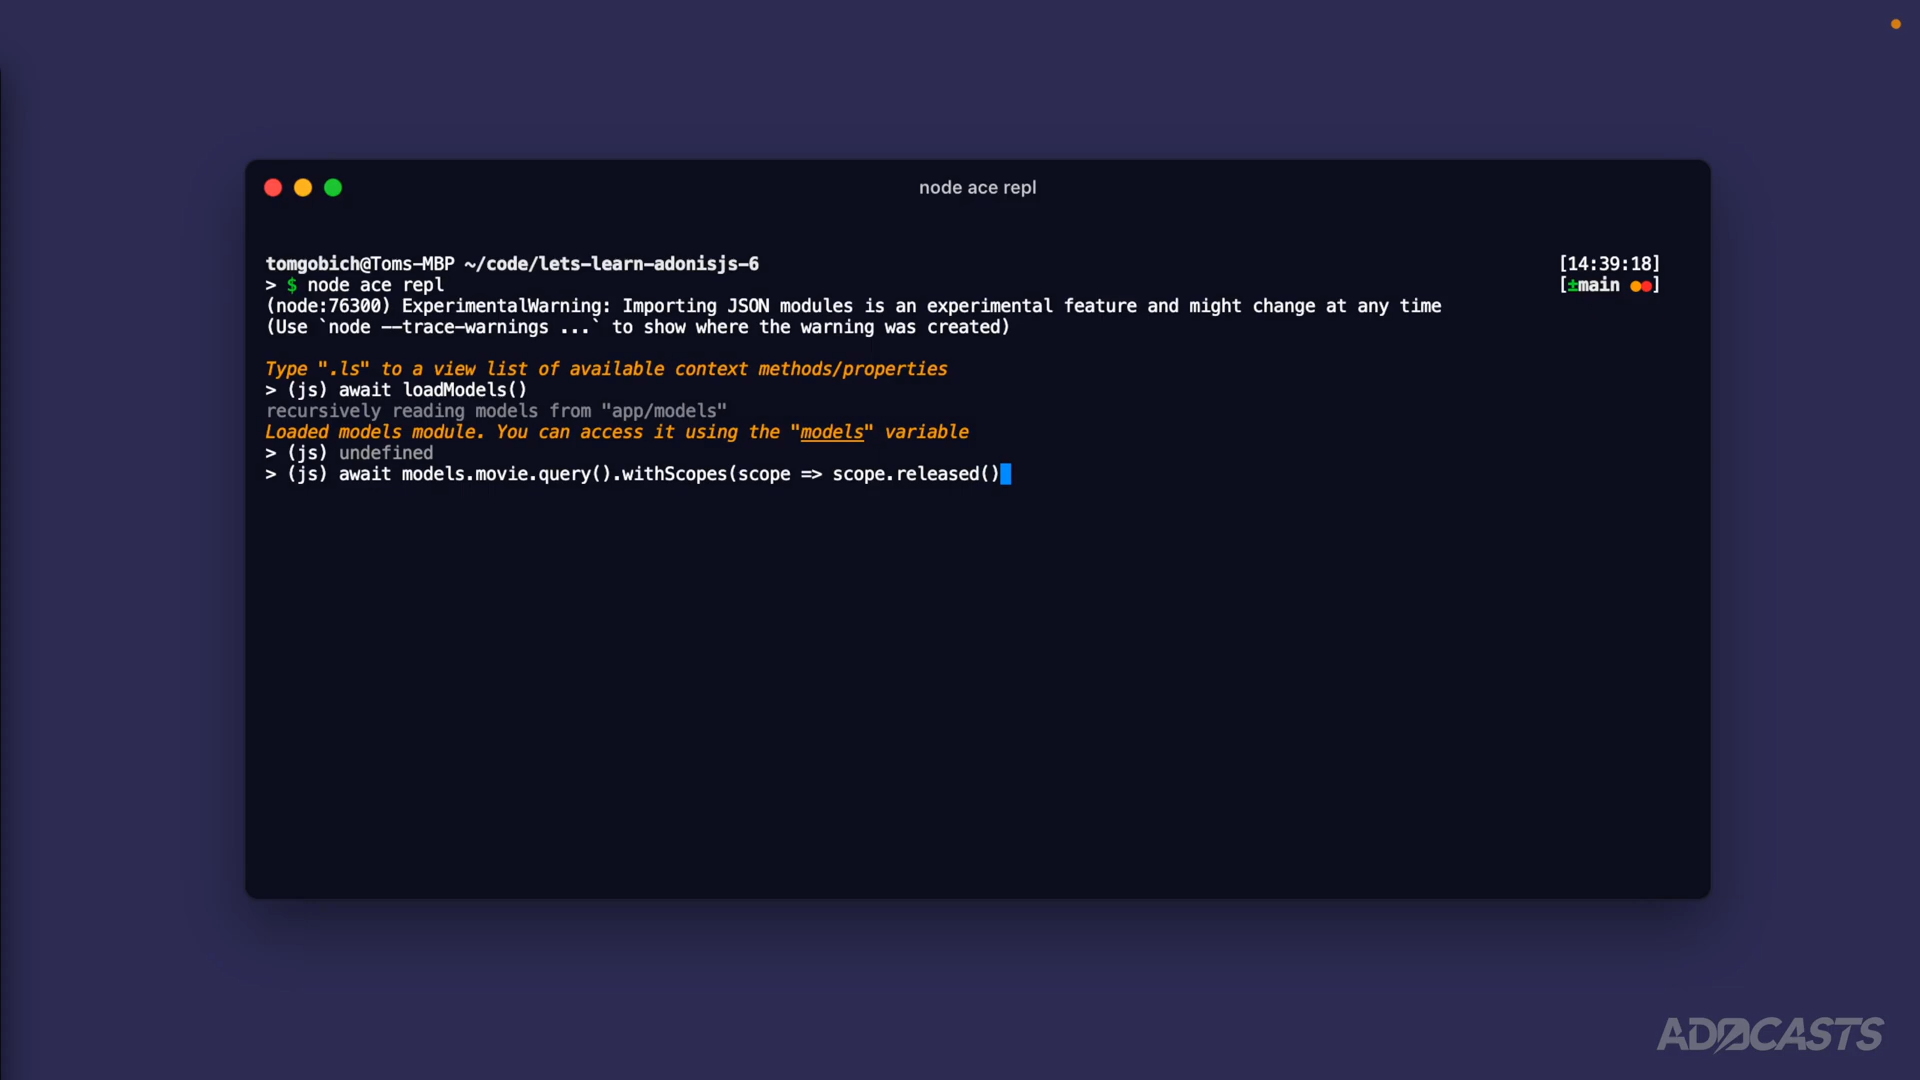 node ace repl
tomgobich@Toms-MBP ~/code/lets-learn-adonisjs-6 [14:39:18]
> $ node ace repl [±main ]
(node:76300) ExperimentalWarning: Importing JSON modules is an experimental feature and might change at any time
(Use `node --trace-warnings ...` to show where the warning was created)
Type ".ls" to a view list of available context methods/properties
> (js) await loadModels()
recursively reading models from "app/models"
Loaded models module. You can access it using the "models" variable
> (js) undefined
> (js) await models.movie.query().withScopes(scope => scope.released()
ADOCASTS